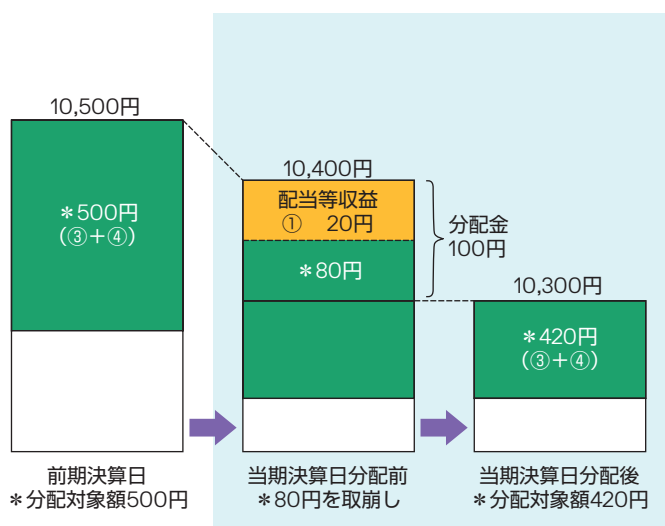 10,500円
＊500円
（③＋④）
前期決算日
＊分配対象額500円
10,400円
配当等収益
①　20円
＊80円
分配金
100円
当期決算日分配前
＊80円を取崩し
10,300円
＊420円
（③＋④）
当期決算日分配後
＊分配対象額420円